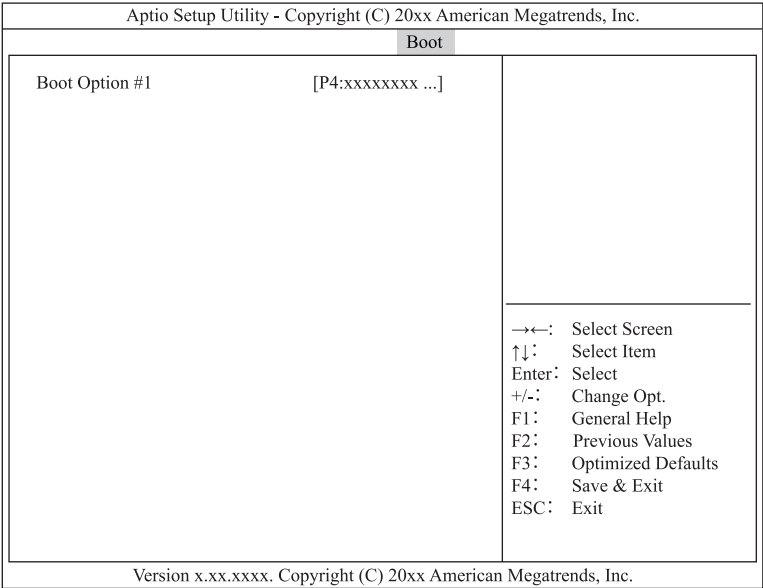 Aptio Setup Utility - Copyright (C) 20xx American Megatrends, Inc.
Boot
Boot Option #1 [P4:xxxxxxxx ...]
→←: Select Screen
↑↓: Select Item
Enter: Select
+/-: Change Opt.
F1: General Help
F2: Previous Values
F3: Optimized Defaults
F4: Save & Exit
ESC: Exit
Version x.xx.xxxx. Copyright (C) 20xx American Megatrends, Inc.